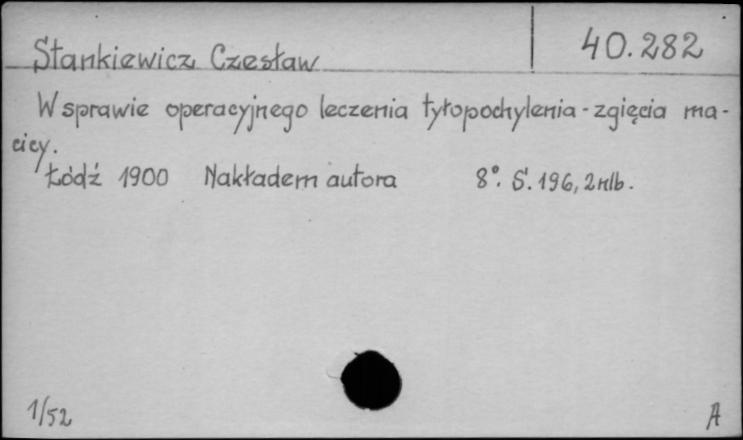 Stankiewicz Czesław
40.282
W sprawie operacyjnego leczenia tyłopochylenia-zgięcia ma-
cicy.
Łódź 1900 Nakładem autora 8°. S. 196, 2 nlb.
1/52
A